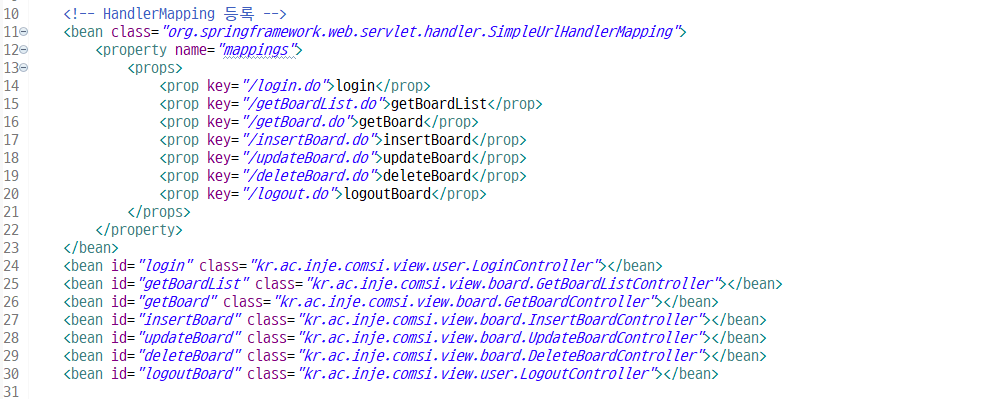 10 <!-- HandlerMapping 등록 -->
11 <bean class="org.springframework.web.servlet.handler.SimpleUrlHandlerMapping">
12 <property name="mappings">
13 <props>
14 <prop key="/login.do">login</prop>
15 <prop key="/getBoardList.do">getBoardList</prop>
16 <prop key="/getBoard.do">getBoard</prop>
17 <prop key="/insertBoard.do">insertBoard</prop>
18 <prop key="/updateBoard.do">updateBoard</prop>
19 <prop key="/deleteBoard.do">deleteBoard</prop>
20 <prop key="/logout.do">logoutBoard</prop>
21 </props>
22 </property>
23 </bean>
24 <bean id="login" class="kr.ac.inje.comsi.view.user.LoginController"></bean>
25 <bean id="getBoardList" class="kr.ac.inje.comsi.view.board.GetBoardListController"></bean>
26 <bean id="getBoard" class="kr.ac.inje.comsi.view.board.GetBoardController"></bean>
27 <bean id="insertBoard" class="kr.ac.inje.comsi.view.board.InsertBoardController"></bean>
28 <bean id="updateBoard" class="kr.ac.inje.comsi.view.board.UpdateBoardController"></bean>
29 <bean id="deleteBoard" class="kr.ac.inje.comsi.view.board.DeleteBoardController"></bean>
30 <bean id="logoutBoard" class="kr.ac.inje.comsi.view.user.LogoutController"></bean>
31